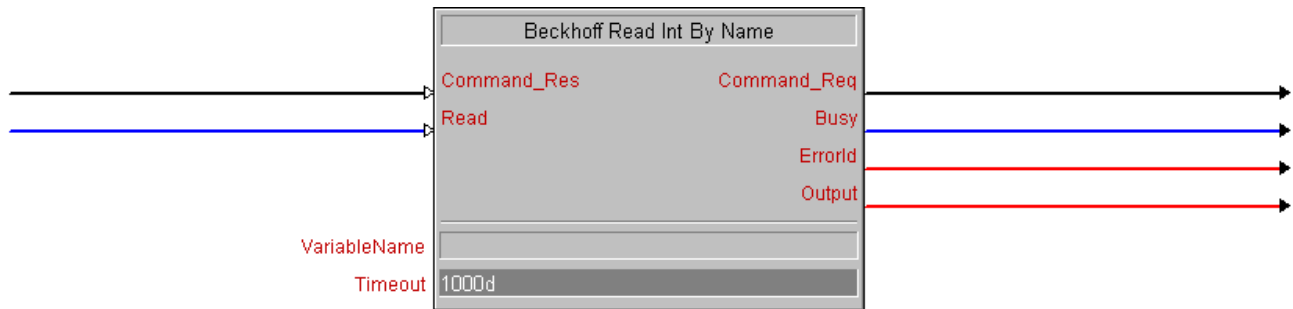 Beckhoff Read Int By Name
Command_Res Command_Req
Read Busy
ErrorId
Output
VariableName
Timeout 1000d